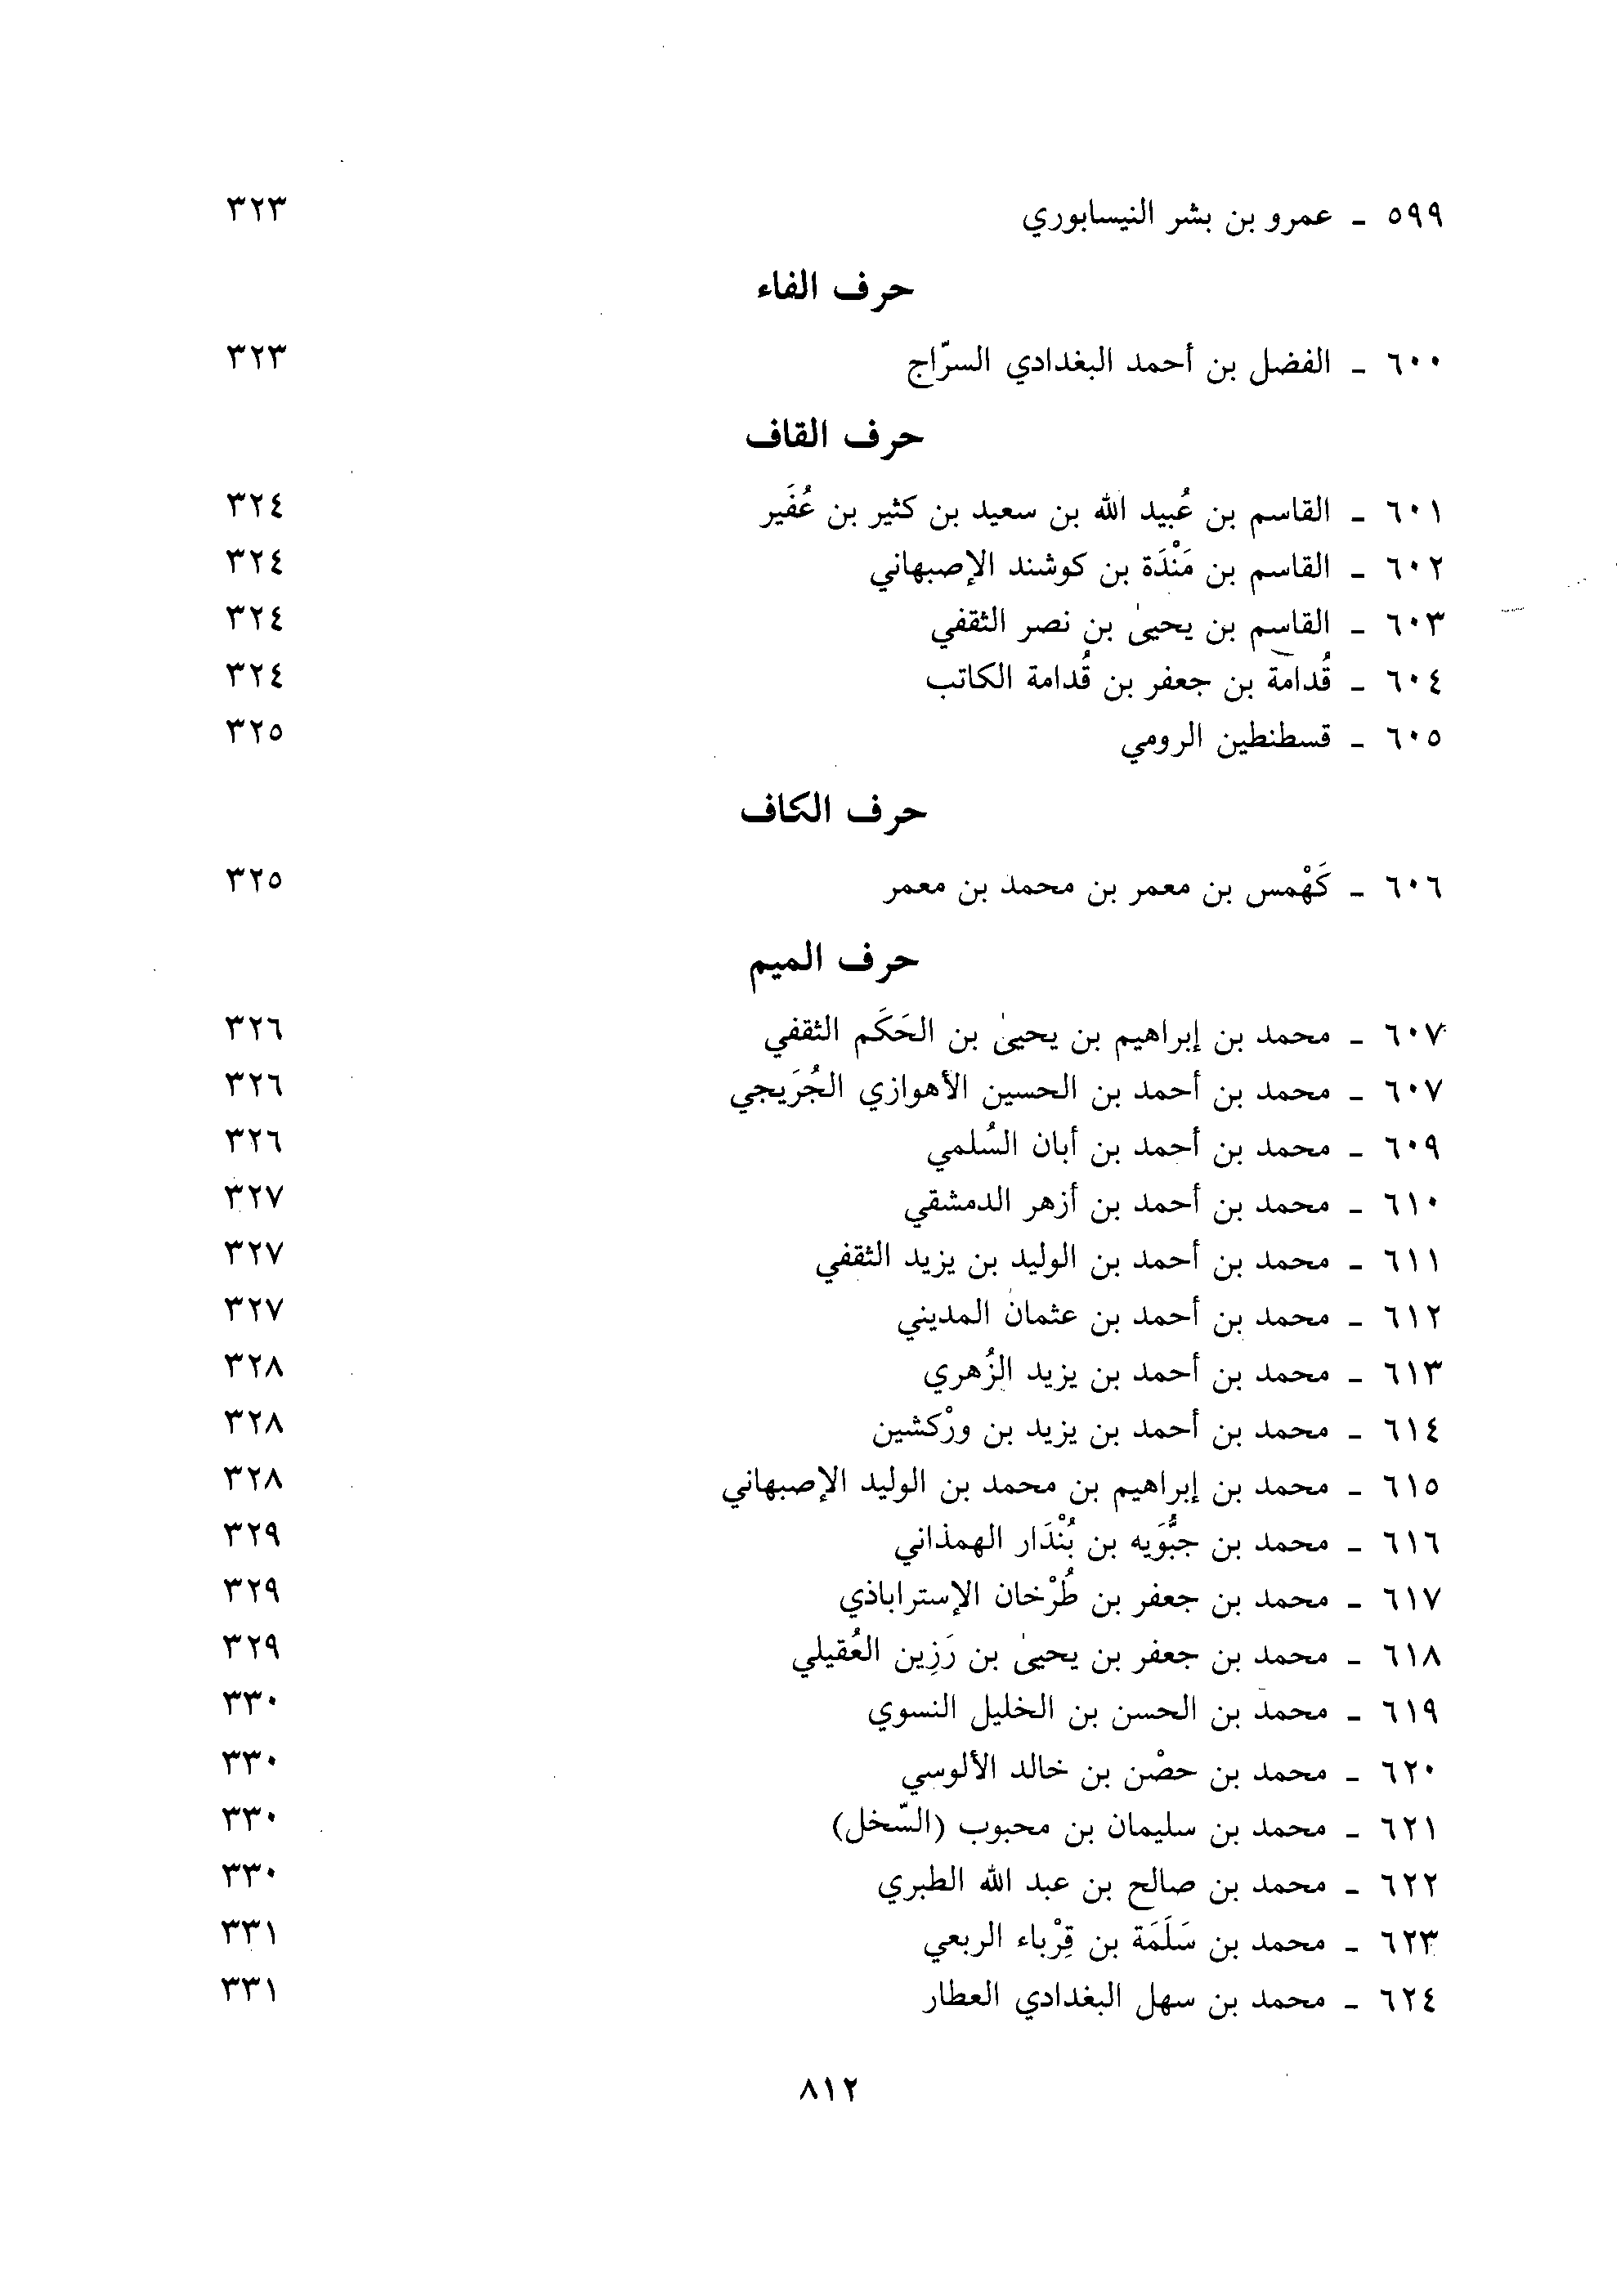 ٥٩٩ - عمرو بن بشر النيسابوري ٣٢٣
حرف الفاء
٦٠٠ - الفضل بن أحمد البغدادي السرّاج ٣٢٣
حرف القاف
٦٠١ - القاسم بن عُبيد الله بن سعيد بن كثير بن عُفَير ٣٢٤
٦٠٢ - القاسم بن مَنْدَة بن كوشند الإصبهاني ٣٢٤
٦٠٣ - القاسم بن يحيىٰ بن نصر الثقفي ٣٢٤
٦٠٤ - قُدامة بن جعفر بن قُدامة الكاتب ٣٢٤
٦٠٥ - قسطنطين الرومي ٣٢٥
حرف الكاف
٦٠٦ - كَهْمس بن معمر بن محمد بن معمر ٣٢٥
حرف الميم
٦٠٧ - محمد بن إبراهيم بن يحيىٰ بن الحَكَم الثقفي ٣٢٦
٦٠٧ - محمد بن أحمد بن الحسين الأهوازي الجُرَيجي ٣٢٦
٦٠٩ - محمد بن أحمد بن أبان السُلمي ٣٢٦
٦١٠ - محمد بن أحمد بن أزهر الدمشقي ٣٢٧
٦١١ - محمد بن أحمد بن الوليد بن يزيد الثقفي ٣٢٧
٦١٢ - محمد بن أحمد بن عثمان المديني ٣٢٧
٦١٣ - محمد بن أحمد بن يزيد الزُهري ٣٢٨
٦١٤ - محمد بن أحمد بن يزيد بن ورْكشين ٣٢٨
٦١٥ - محمد بن إبراهيم بن محمد بن الوليد الإصبهاني ٣٢٨
٦١٦ - محمد بن جبُّوَيه بن بُنْدَار الهمذاني ٣٢٩
٦١٧ - محمد بن جعفر بن طُرْخان الإستراباذي ٣٢٩
٦١٨ - محمد بن جعفر بن يحيىٰ بن رَزِين العُقيلي ٣٢٩
٦١٩ - محمد بن الحسن بن الخليل النسوي ٣٣٠
٦٢٠ - محمد بن حصْن بن خالد الألوسي ٣٣٠
٦٢١ - محمد بن سليمان بن محبوب (السّخل) ٣٣٠
٦٢٢ - محمد بن صالح بن عبد الله الطبري ٣٣٠
٦٢٣ - محمد بن سَلَمَة بن قِرْباء الربعي ٣٣١
٦٢٤ - محمد بن سهل البغدادي العطار ٣٣١
٨١٢